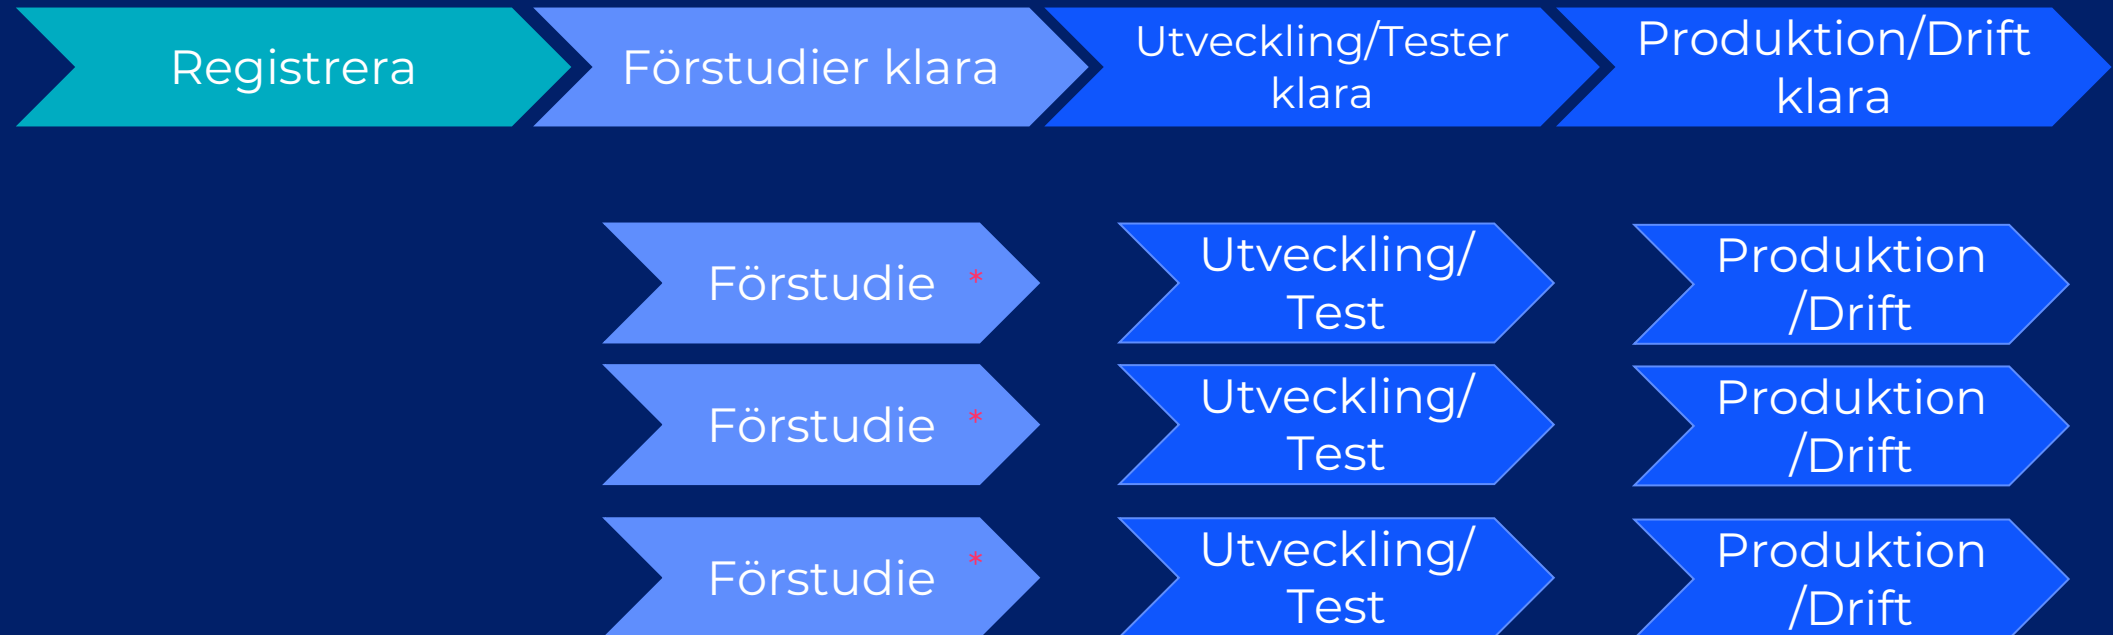 Registrera
Förstudier klara
Utveckling/Tester
klara
Produktion/Drift
klara
Förstudie *
Utveckling/
Test
Produktion
/Drift
Förstudie *
Utveckling/
Test
Produktion
/Drift
Förstudie *
Utveckling/
Test
Produktion
/Drift